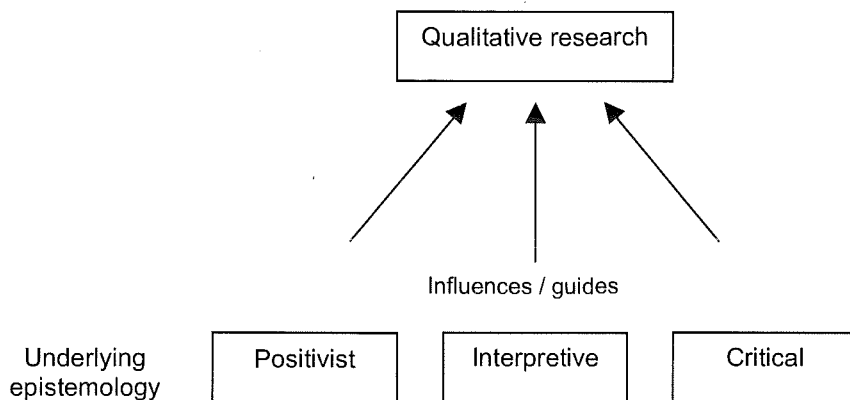 Qualitative research
Influences / guides
Underlying
epistemology
Positivist
Interpretive
Critical